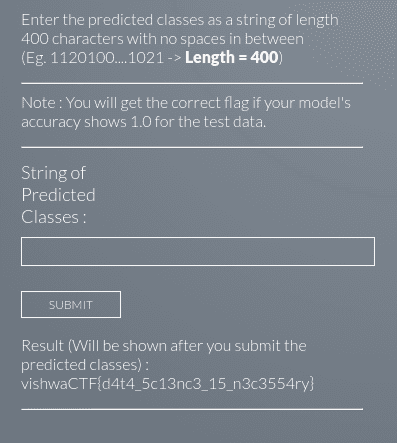 Enter the predicted classes as a string of length
400 characters with no spaces in between
(Eg. 1120100....1021 -> Length = 400)
Note : You will get the correct flag if your model's
accuracy shows 1.0 for the test data.
String of
Predicted
Classes :
SUBMIT
Result (Will be shown after you submit the
predicted classes) :
vishwaCTF{d4t4_5c13nc3_15_n3c3554ry}